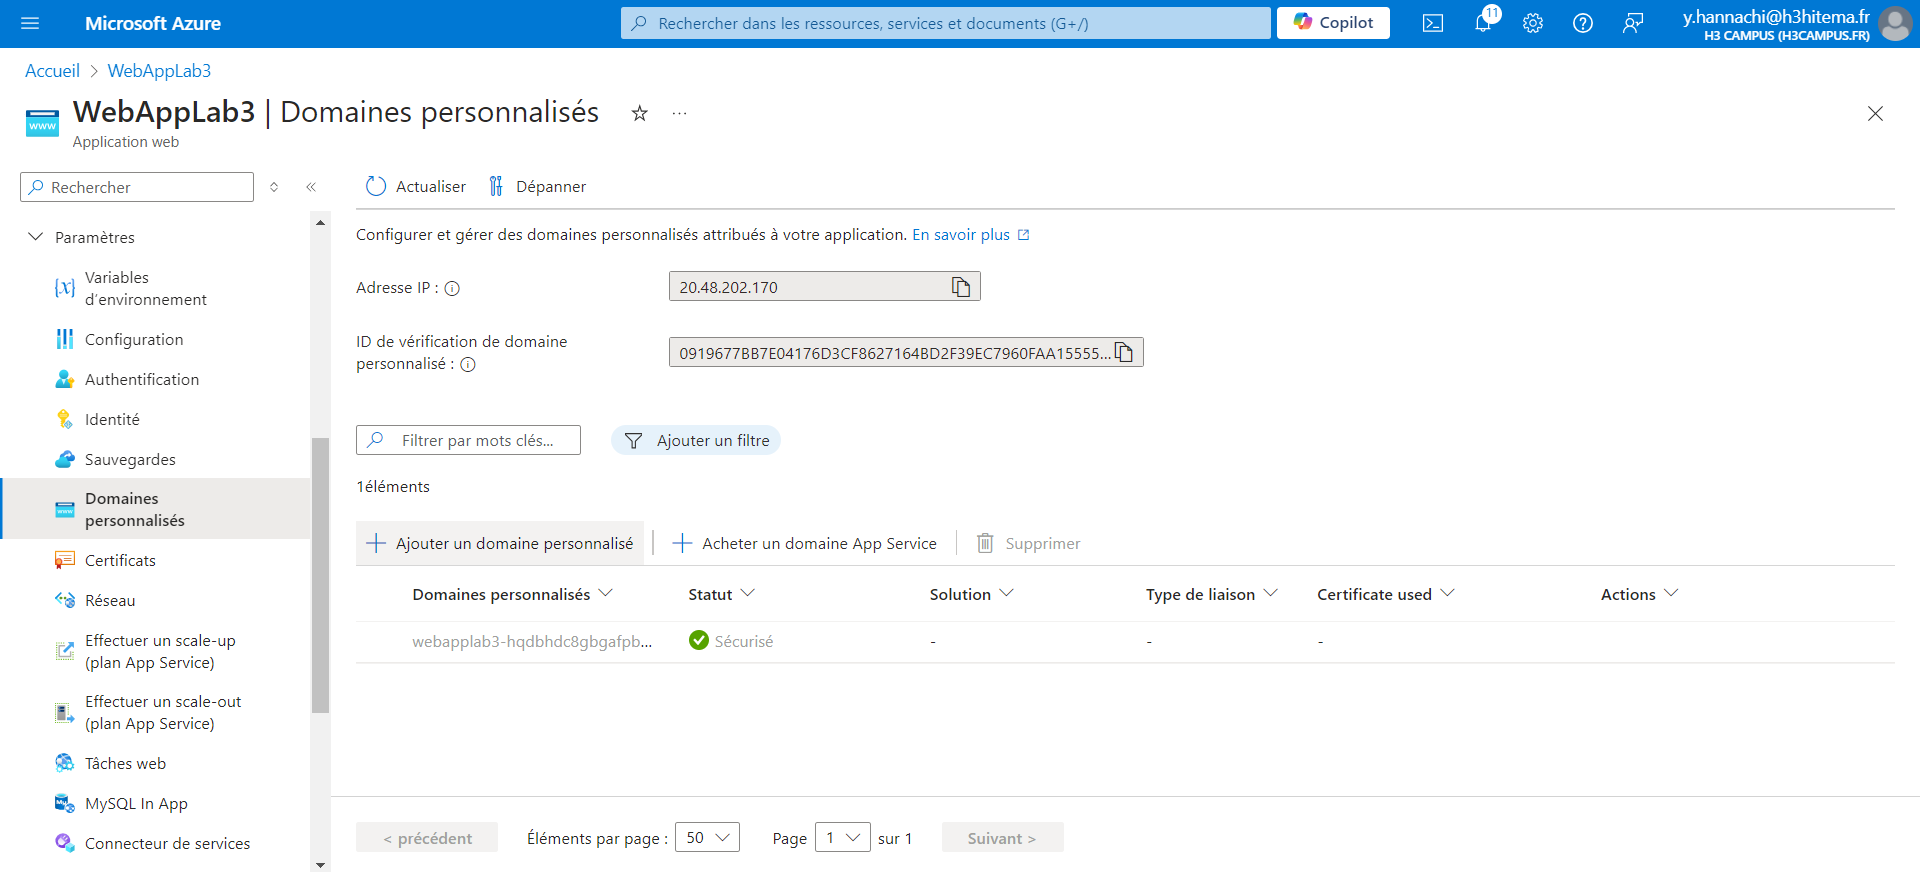 Microsoft Azure
Rechercher dans les ressources, services et documents (G+/)
Copilot
11
y.hannachi@h3hitema.fr
H3 CAMPUS (H3CAMPUS.FR)
Accueil > WebAppLab3
www
WebAppLab3 | Domaines personnalisés
Application web
Rechercher
Actualiser
Dépanner
Paramètres
Variables
d’environnement
Configuration
Authentification
Identité
Sauvegardes
Domaines
personnalisés
Certificats
Réseau
Effectuer un scale-up
(plan App Service)
Effectuer un scale-out
(plan App Service)
Tâches web
MySQL In App
Connecteur de services
Configurer et gérer des domaines personnalisés attribués à votre application. En savoir plus
Adresse IP :
20.48.202.170
ID de vérification de domaine
personnalisé :
0919677BB7E04176D3CF8627164BD2F39EC7960FAA15555...
Filtrer par mots clés...
Ajouter un filtre
1éléments
Ajouter un domaine personnalisé
Acheter un domaine App Service
Supprimer
Domaines personnalisés
Statut
Solution
Type de liaison
Certificate used
Actions
webapplab3-hqdbhdc8gbgafpb...
Sécurisé
-
-
-
< précédent
Éléments par page :
50
Page
1
sur 1
Suivant >